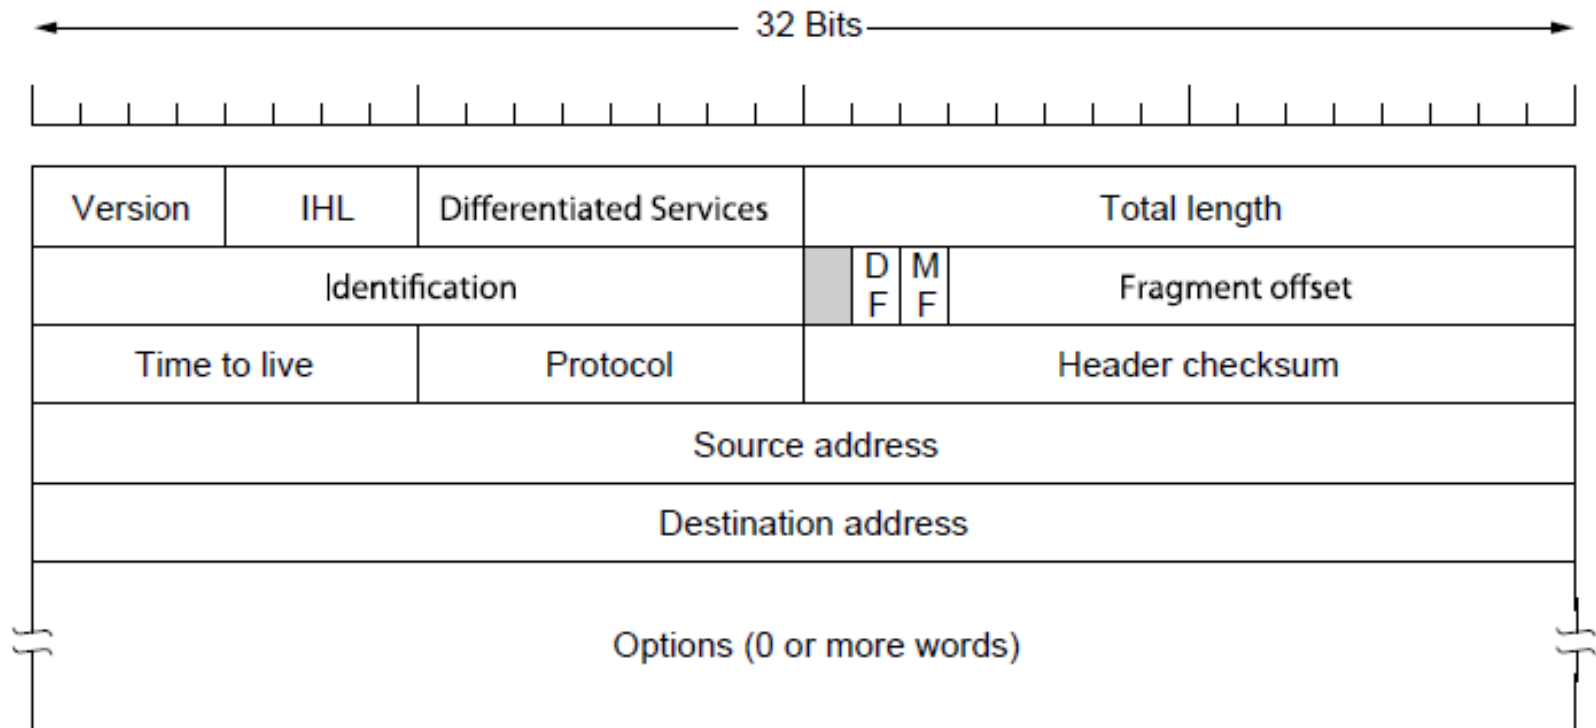 32 Bits
Version IHL Differentiated Services Total length
Identification D F M F Fragment offset
Time to live Protocol Header checksum
Source address
Destination address
Options (0 or more words)